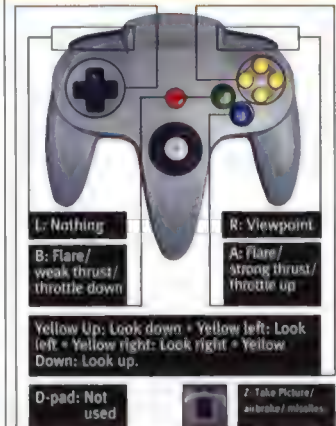 L: Nothing
R: Viewpoint
B: Flare/
weak thrust/
throttle down
A: Flare/
strong thrust/
throttle up
Yellow Up: Look down • Yellow left: Look
left • Yellow right: Look right • Yellow
Down: Look up.
D-pad: Not
used
Z: Take Picture/
airbrake/ missiles